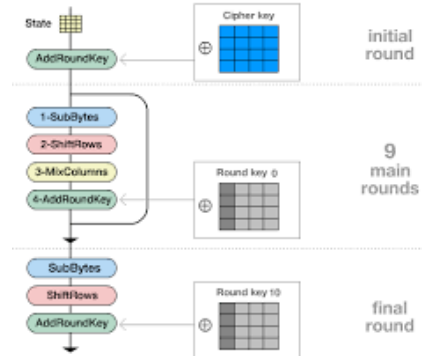 State
Cipher key
AddRoundKey
initial
round
1-SubBytes
2-ShiftRows
3-MixColumns
4-AddRoundKey
Round key
9
main
rounds
SubBytes
ShiftRows
AddRoundKey
Round key 10
final
round